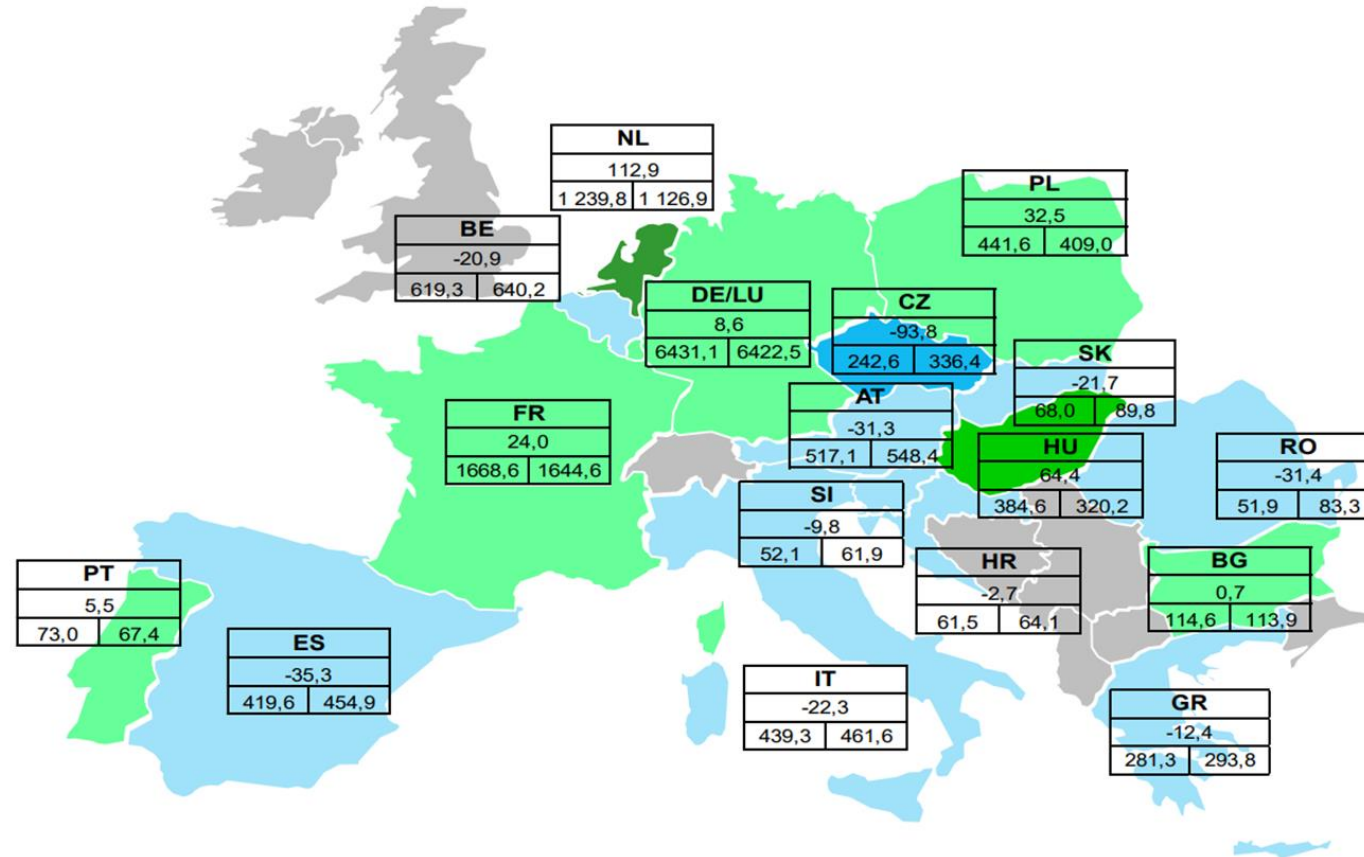 NL
112,9
1 239,8 1 126,9
PL
32,5
441,6 409,0
BE
-20,9
619,3 640,2
DE/LU
8,6
6431,1 6422,5
CZ
-93,8
242,6 336,4
SK
-21,7
68,0 89,8
AT
-31,3
517,1 548,4
FR
24,0
1668,6 1644,6
HU
64,4
384,6 320,2
RO
-31,4
51,9 83,3
SI
-9,8
52,1 61,9
HR
-2,7
61,5 64,1
BG
0,7
114,6 113,9
PT
5,5
73,0 67,4
ES
-35,3
419,6 454,9
IT
-22,3
439,3 461,6
GR
-12,4
281,3 293,8